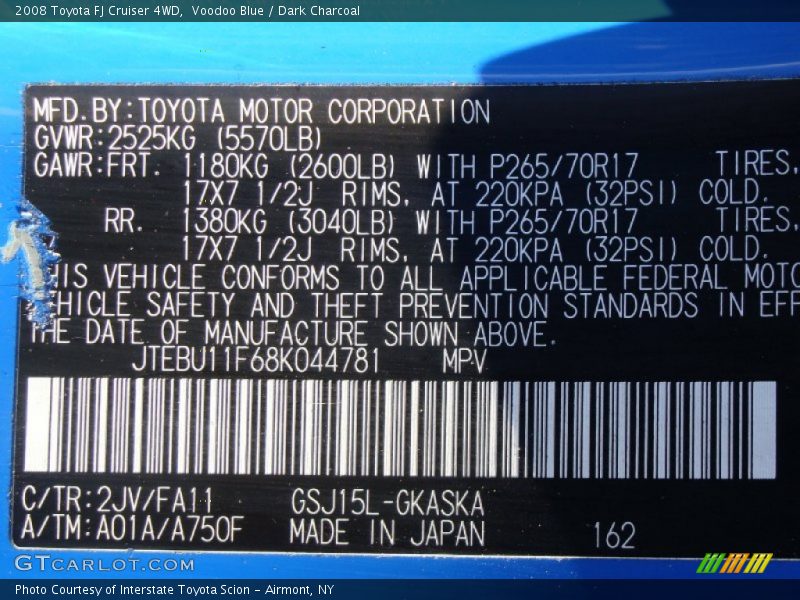 2008 Toyota FJ Cruiser 4WD,  Voodoo Blue / Dark Charcoal
MFD.BY:TOYOTA MOTOR CORPORATION
GVWR:2525KG (5570LB)
GAWR:FRT. 1180KG (2600LB) WITH P265/70R17 TIRES,
17X7 1/2J RIMS, AT 220KPA (32PSI) COLD.
RR. 1380KG (3040LB) WITH P265/70R17 TIRES,
17X7 1/2J RIMS, AT 220KPA (32PSI) COLD.
HIS VEHICLE CONFORMS TO ALL APPLICABLE FEDERAL MOTO
HICLE SAFETY AND THEFT PREVENTION STANDARDS IN EFF
THE DATE OF MANUFACTURE SHOWN ABOVE.
JTEBU11F68K044781 MPV
C/TR:2JV/FA11 GSJ15L-GKASKA
A/TM:A01A/A750F MADE IN JAPAN 162
GTCARLOT.COM
Photo Courtesy of Interstate Toyota Scion - Airmont, NY